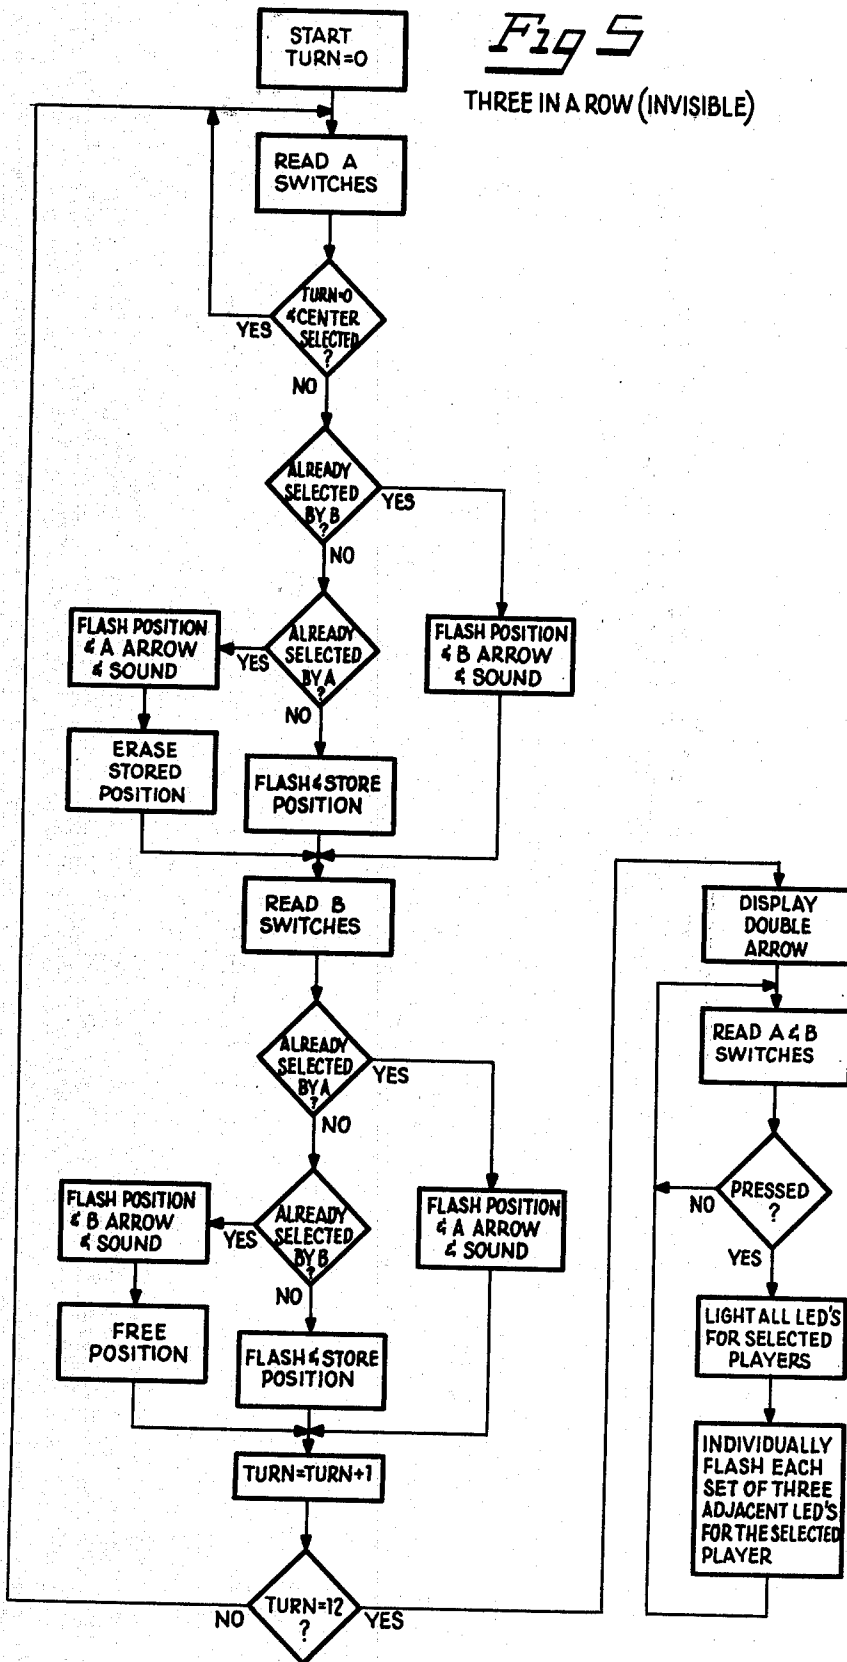 START
TURN=0
Fig 5
THREE IN A ROW (INVISIBLE)
READ A
SWITCHES
TURN=0
& CENTER
SELECTED
?
YES
NO
ALREADY
SELECTED
BY B
?
YES
NO
FLASH POSITION
& A ARROW
& SOUND
YES
ALREADY
SELECTED
BY A
?
NO
FLASH POSITION
& B ARROW
& SOUND
ERASE
STORED
POSITION
FLASH & STORE
POSITION
READ B
SWITCHES
ALREADY
SELECTED
BY A
?
YES
NO
FLASH POSITION
& B ARROW
& SOUND
YES
ALREADY
SELECTED
BY B
?
NO
FLASH POSITION
& A ARROW
& SOUND
FREE
POSITION
FLASH & STORE
POSITION
TURN=TURN+1
TURN=12
?
NO
YES
DISPLAY
DOUBLE
ARROW
READ A & B
SWITCHES
PRESSED
?
NO
YES
LIGHT ALL LED'S
FOR SELECTED
PLAYERS
INDIVIDUALLY
FLASH EACH
SET OF THREE
ADJACENT LED'S
FOR THE SELECTED
PLAYER